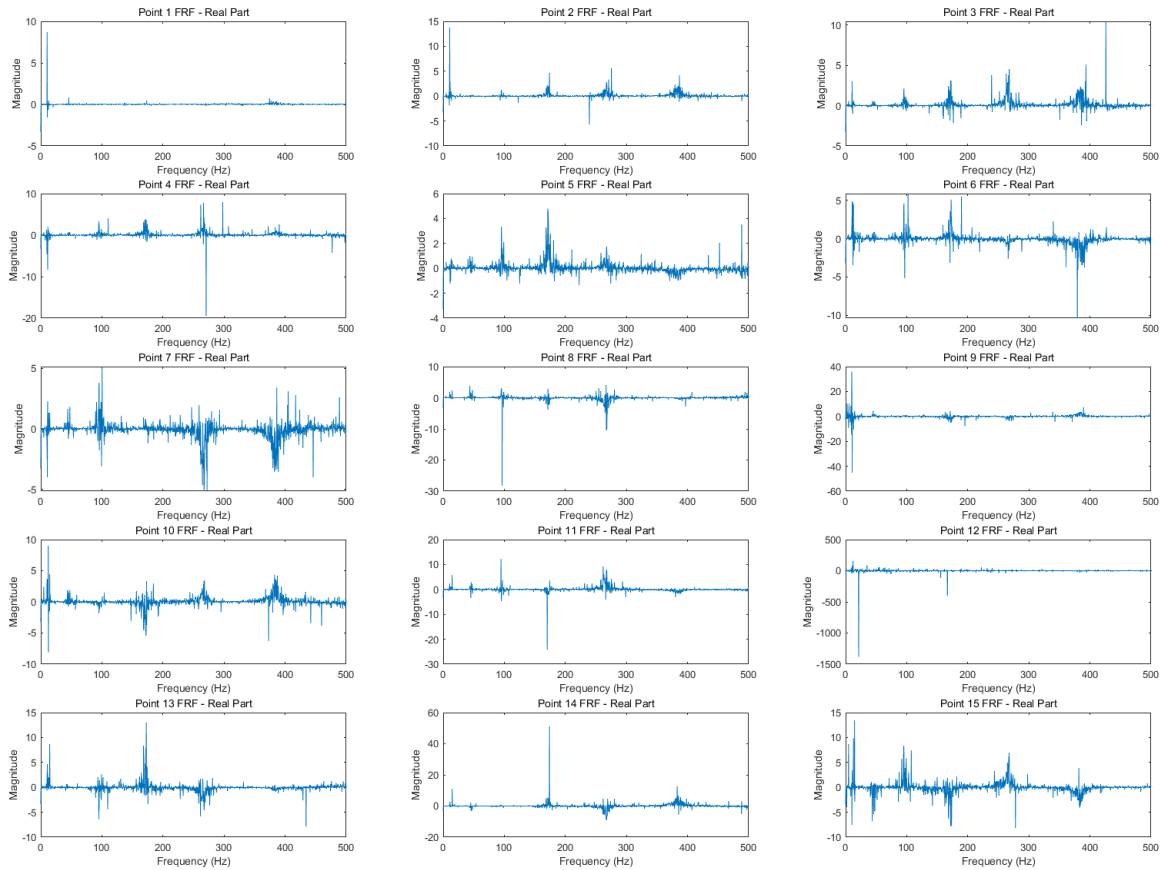 Point 1 FRF - Real Part
10
5
0
-5
Magnitude
0 100 200 300 400 500
Frequency (Hz)
Point 2 FRF - Real Part
15
10
5
0
-5
-10
Magnitude
0 100 200 300 400 500
Frequency (Hz)
Point 3 FRF - Real Part
10
5
0
-5
Magnitude
0 100 200 300 400 500
Frequency (Hz)
Point 4 FRF - Real Part
10
0
-10
-20
Magnitude
0 100 200 300 400 500
Frequency (Hz)
Point 5 FRF - Real Part
6
4
2
0
-2
-4
Magnitude
0 100 200 300 400 500
Frequency (Hz)
Point 6 FRF - Real Part
5
0
-5
-10
Magnitude
0 100 200 300 400 500
Frequency (Hz)
Point 7 FRF - Real Part
5
0
-5
Magnitude
0 100 200 300 400 500
Frequency (Hz)
Point 8 FRF - Real Part
10
0
-10
-20
-30
Magnitude
0 100 200 300 400 500
Frequency (Hz)
Point 9 FRF - Real Part
40
20
0
-20
-40
-60
Magnitude
0 100 200 300 400 500
Frequency (Hz)
Point 10 FRF - Real Part
10
5
0
-5
-10
Magnitude
0 100 200 300 400 500
Frequency (Hz)
Point 11 FRF - Real Part
20
10
0
-10
-20
-30
Magnitude
0 100 200 300 400 500
Frequency (Hz)
Point 12 FRF - Real Part
500
0
-500
-1000
-1500
Magnitude
0 100 200 300 400 500
Frequency (Hz)
Point 13 FRF - Real Part
15
10
5
0
-5
-10
Magnitude
0 100 200 300 400 500
Frequency (Hz)
Point 14 FRF - Real Part
60
40
20
0
-20
Magnitude
0 100 200 300 400 500
Frequency (Hz)
Point 15 FRF - Real Part
15
10
5
0
-5
-10
Magnitude
0 100 200 300 400 500
Frequency (Hz)